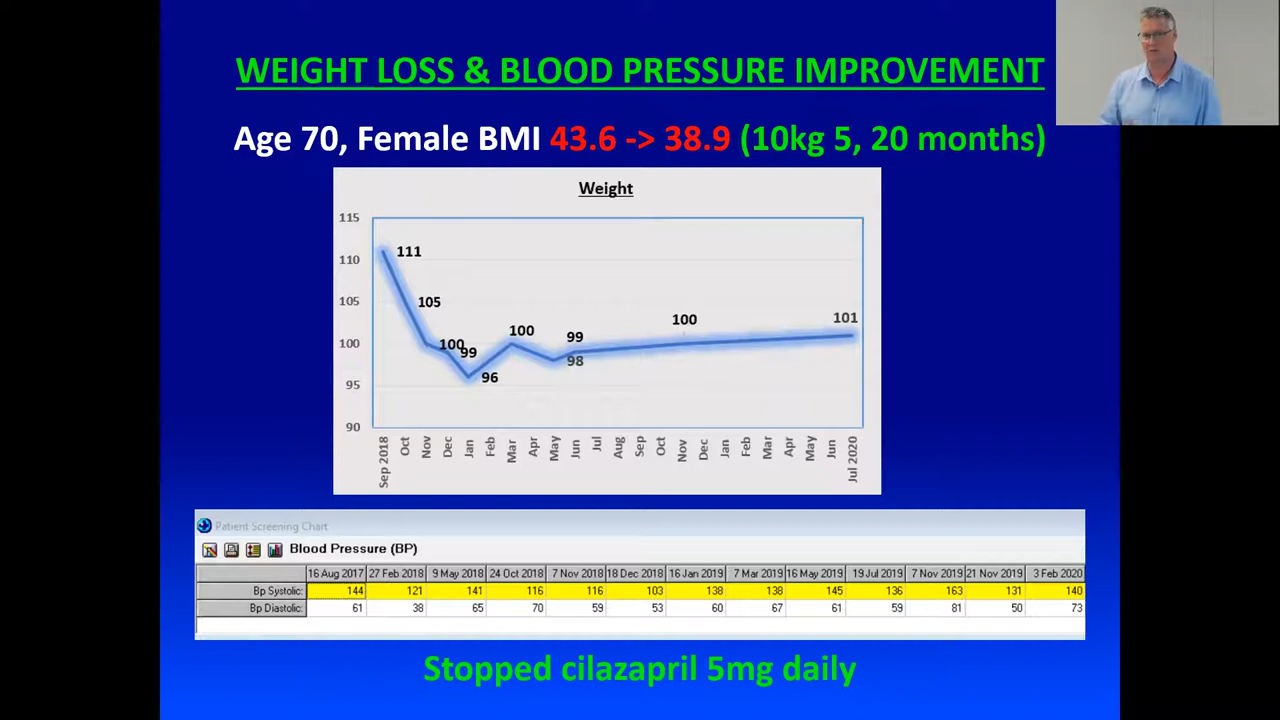 WEIGHT LOSS & BLOOD PRESSURE IMPROVEMENT
Age 70, Female BMI 43.6 -> 38.9 (10kg 5, 20 months)
Weight
115
110
105
100
95
90
111
105
100
99
96
100
99
98
100
101
Sep 2018 Oct Nov Dec Jan Feb Mar Apr May Jun Jul Aug Sep Oct Nov Dec Jan Feb Mar Apr May Jun Jul 2020
Patient Screening Chart
Blood Pressure (BP)
16 Aug 2017 27 Feb 2018 9 May 2018 24 Oct 2018 7 Nov 2018 18 Dec 2018 16 Jan 2019 7 Mar 2019 16 May 2019 19 Jul 2019 7 Nov 2019 21 Nov 2019 3 Feb 2020
Bp Systolic: 144 121 141 116 116 103 138 138 145 136 163 131 140
Bp Diastolic: 61 38 65 70 59 53 60 67 61 59 81 50 73
Stopped cilazapril 5mg daily